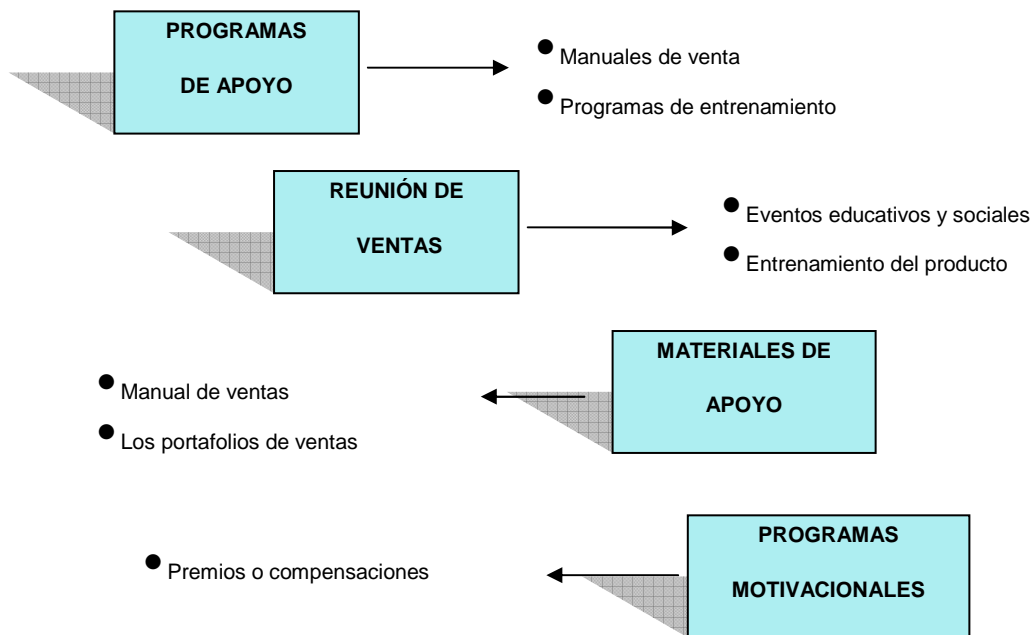 PROGRAMAS
DE APOYO
● Manuales de venta
● Programas de entrenamiento
REUNIÓN DE
VENTAS
● Eventos educativos y sociales
● Entrenamiento del producto
MATERIALES DE
APOYO
● Manual de ventas
● Los portafolios de ventas
PROGRAMAS
MOTIVACIONALES
● Premios o compensaciones